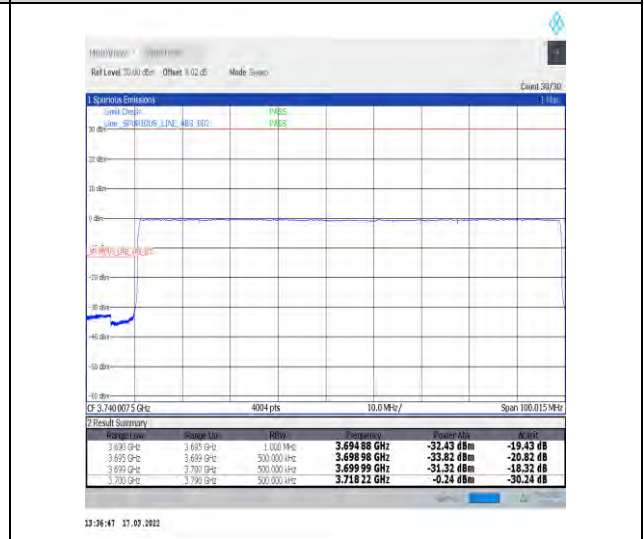 Ref Level 30.00 dBm Offset 8.02 dB Mode Sweep
Count 30/30
1 Spurious Emissions
Limit Check PASS
Line _SPURIOUS_LINE_ABS_002 PASS
30 dBm
20 dBm
10 dBm
0 dBm
-20 dBm
-30 dBm
-40 dBm
-50 dBm
-60 dBm
CF 3.7400075 GHz 4004 pts 10.0 MHz/ Span 100.015 MHz
2 Result Summary
Range Low Range Up RBW Frequency Power Abs ΔLimit
3.690 GHz 3.695 GHz 1.000 MHz 3.694 88 GHz -32.43 dBm -19.43 dB
3.695 GHz 3.699 GHz 500.000 kHz 3.698 98 GHz -33.82 dBm -20.82 dB
3.699 GHz 3.700 GHz 500.000 kHz 3.699 99 GHz -31.32 dBm -18.32 dB
3.700 GHz 3.790 GHz 500.000 kHz 3.718 22 GHz -0.24 dBm -30.24 dB
13:36:47 17.03.2022